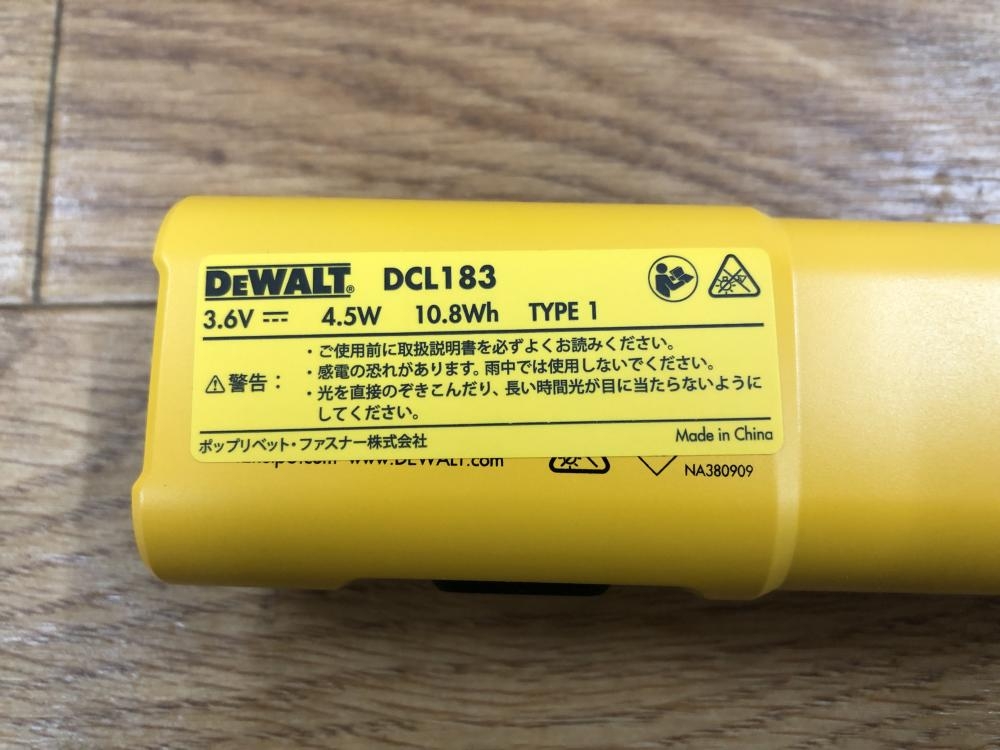 DEWALT® DCL183
3.6V 4.5W 10.8Wh TYPE 1
⚠警告：
・ご使用前に取扱説明書を必ずよくお読みください。
・感電の恐れがあります。雨中では使用しないでください。
・光を直接のぞきこんだり、長い時間光が目に当たらないように
してください。
ポップリベット・ファスナー株式会社 Made in China
www.DEWALT.com
NA380909